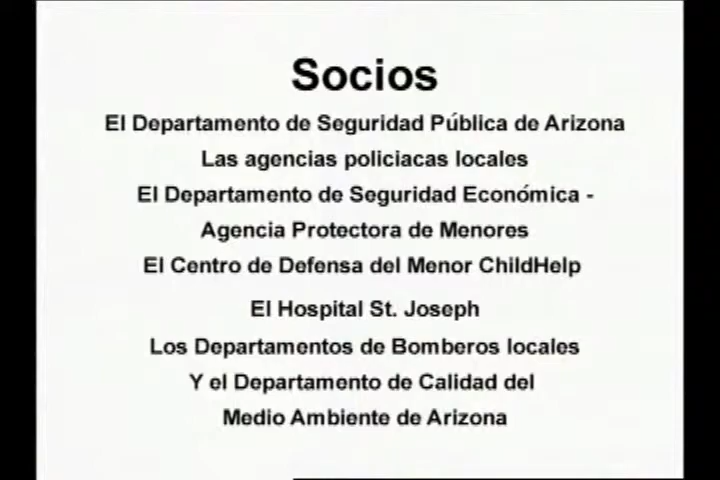 Socios
El Departamento de Seguridad Pública de Arizona
Las agencias policiacas locales
El Departamento de Seguridad Económica -
Agencia Protectora de Menores
El Centro de Defensa del Menor ChildHelp
El Hospital St. Joseph
Los Departamentos de Bomberos locales
Y el Departamento de Calidad del
Medio Ambiente de Arizona